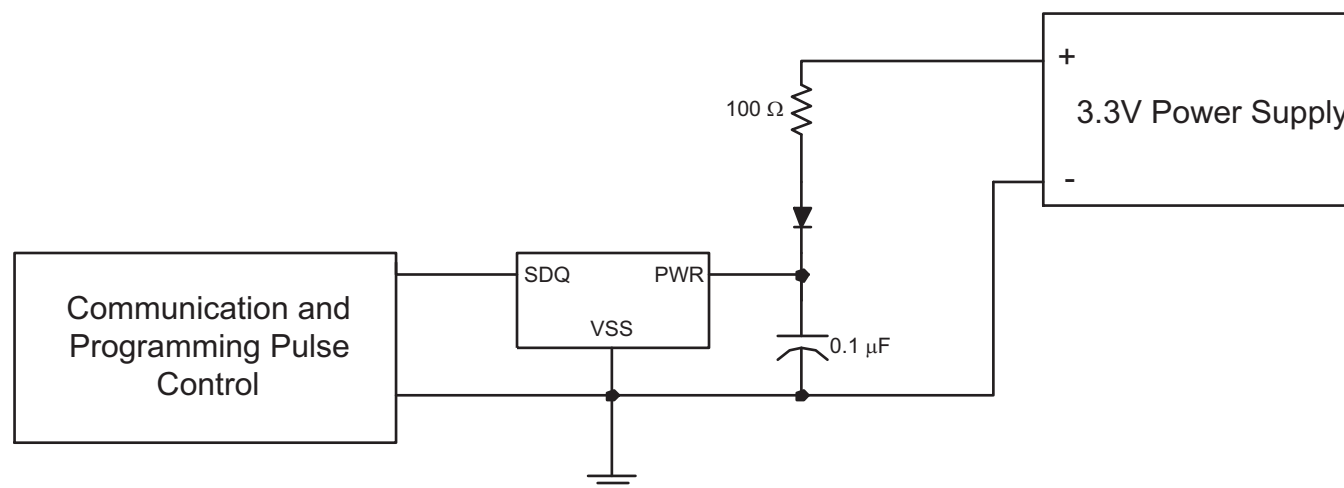 +
100 Ω
3.3V Power Supply
-
SDQ
PWR
Communication and
Programming Pulse
Control
VSS
0.1 μF